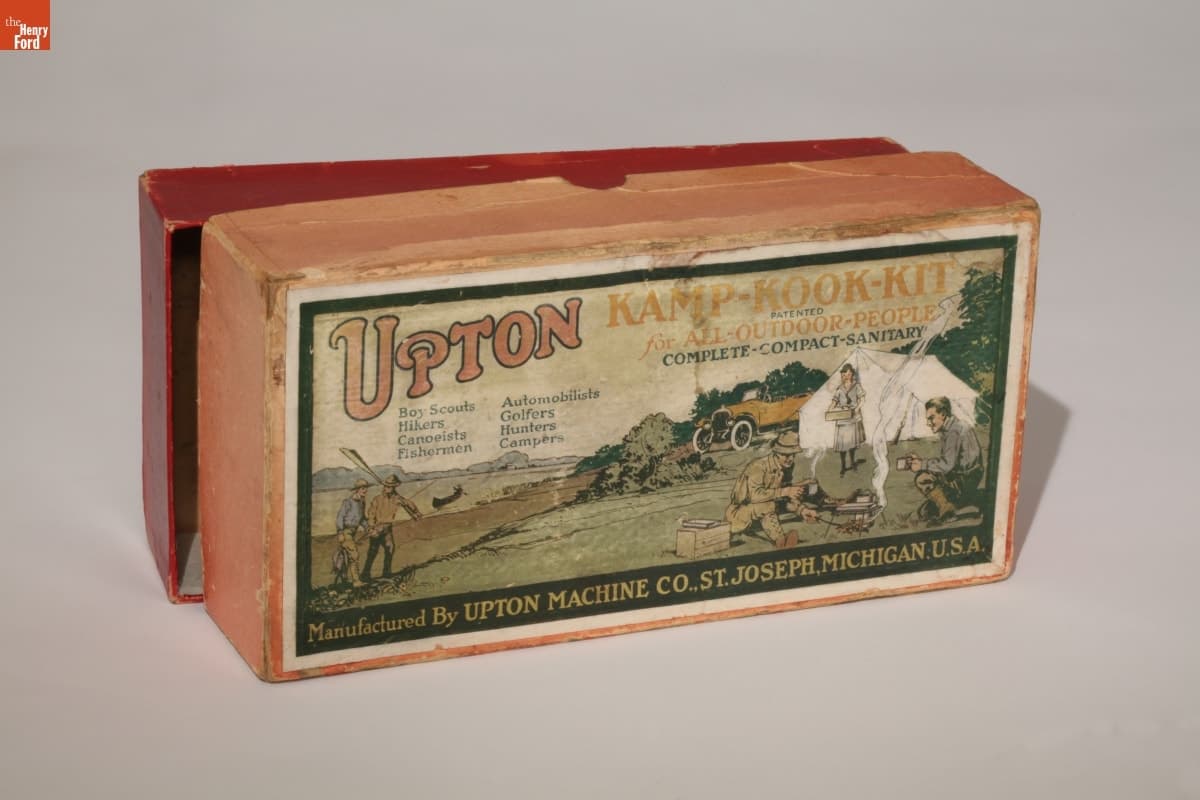 the
Henry
Ford
UPTON
KAMP-KOOK-KIT
PATENTED
for ALL-OUTDOOR-PEOPLE
COMPLETE-COMPACT-SANITARY
Boy Scouts
Hikers
Canoeists
Fishermen
Automobilists
Golfers
Hunters
Campers
Manufactured By UPTON MACHINE CO., ST. JOSEPH, MICHIGAN. U.S.A.